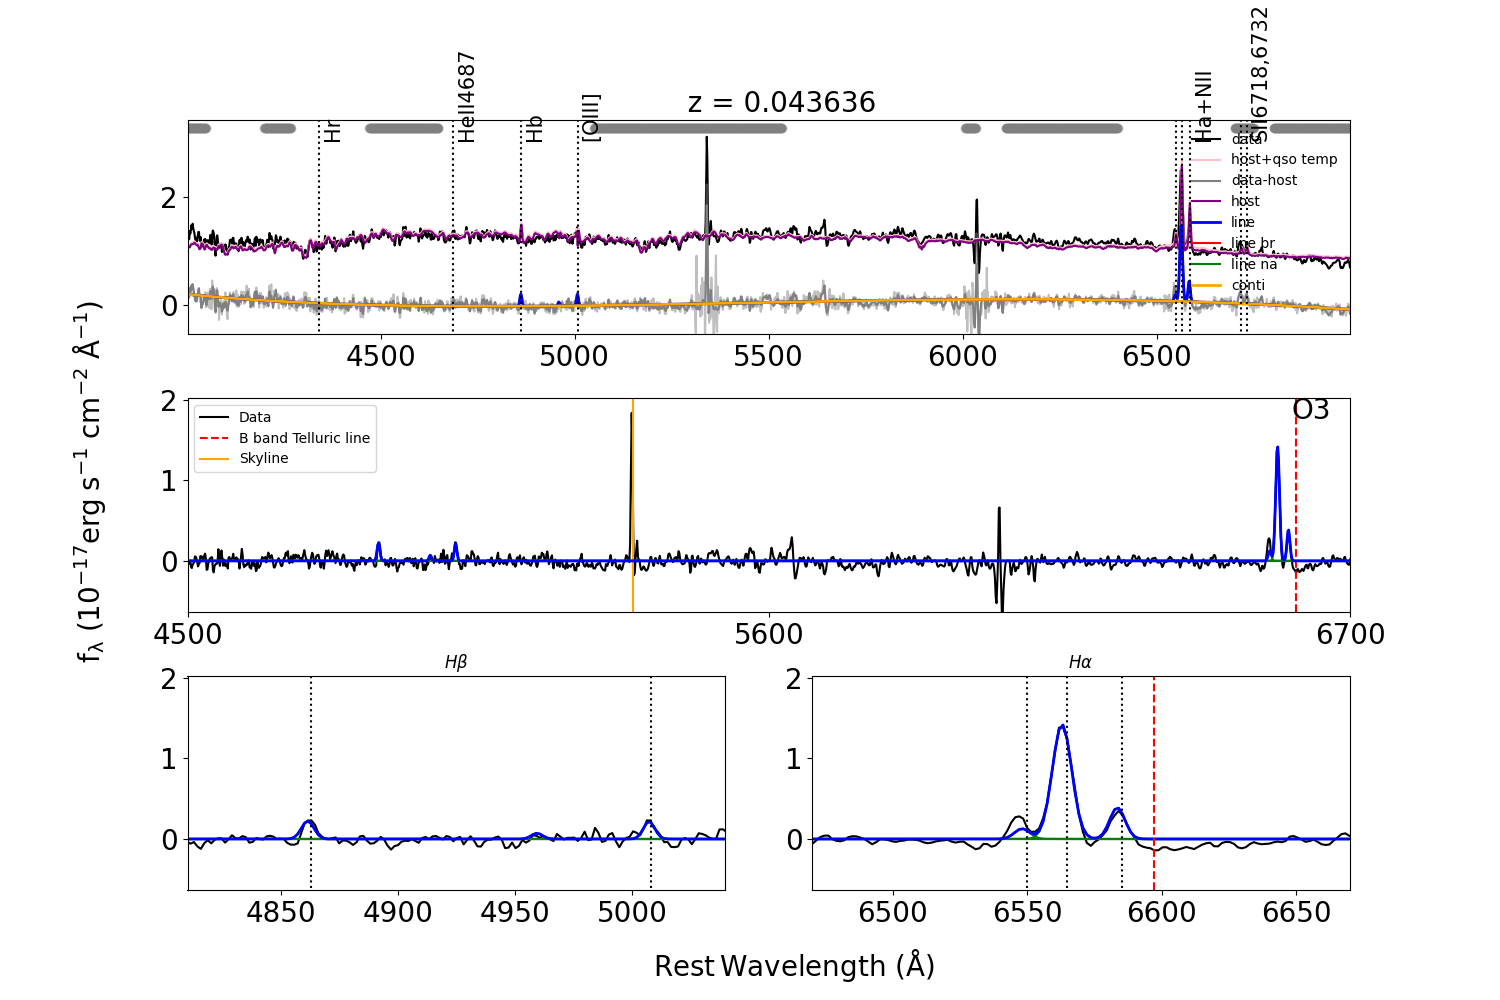 z = 0.043636
Hr
HeII4687
Hb
[OIII]
Ha+NII
SII6718,6732
data
host+qso temp
data-host
host
line
line br
line na
conti
2
0
4500 5000 5500 6000 6500
2
1
0
Data
B band Telluric line
Skyline
O3
4500 5600 6700
fλ (10−17erg s−1 cm−2 Å−1)
Hβ
2
1
0
4850 4900 4950 5000
Hα
2
1
0
6500 6550 6600 6650
Rest Wavelength (Å)